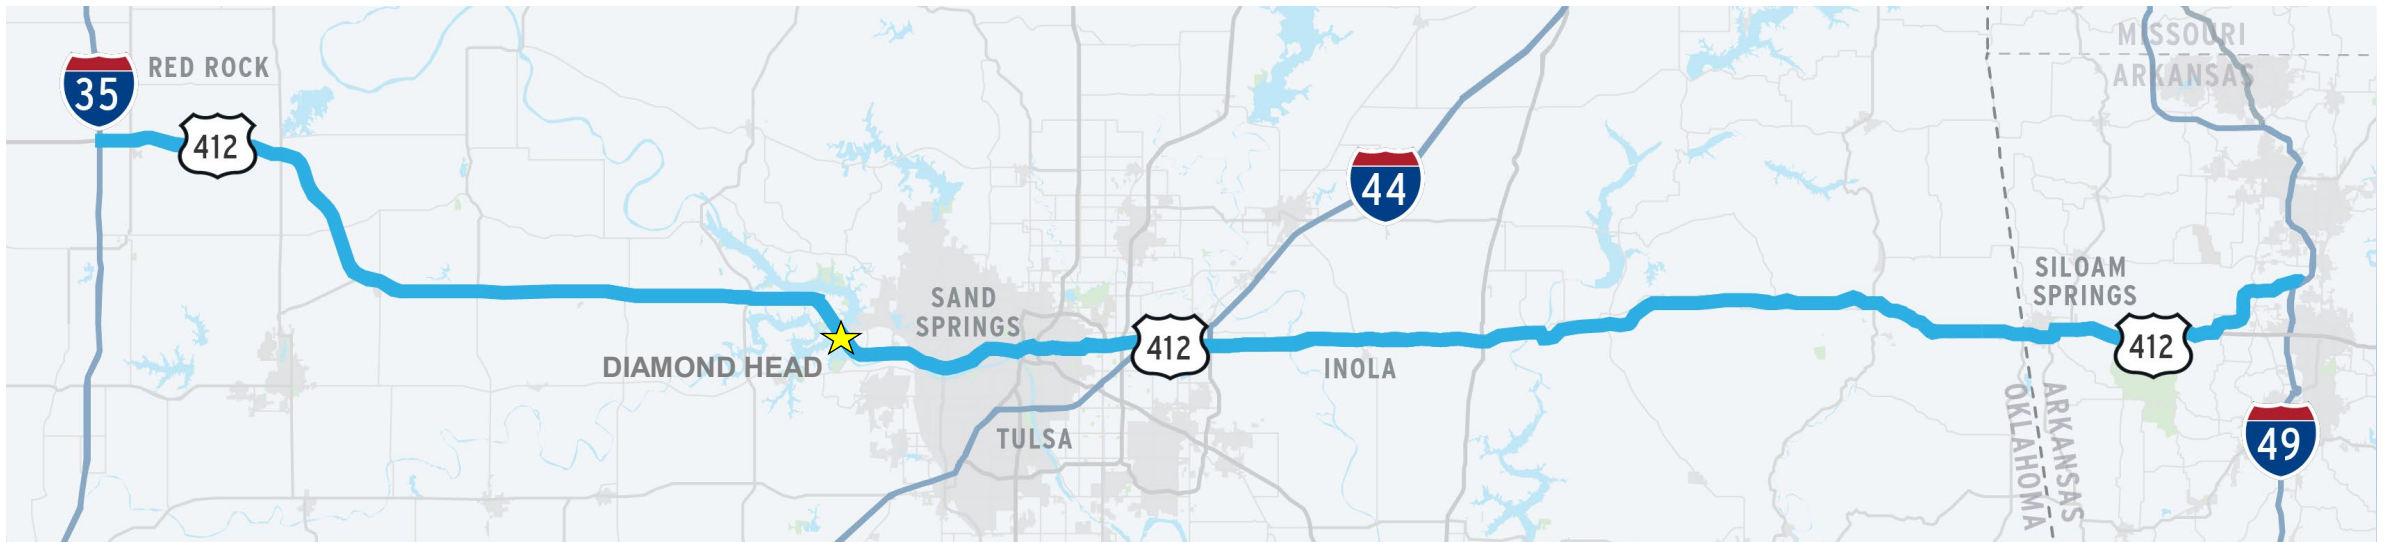 MISSOURI
ARKANSAS
RED ROCK
35
412
44
SILOAM
SPRINGS
SAND
SPRINGS
412
412
DIAMOND HEAD
INOLA
TULSA
OKLAHOMA
ARKANSAS
49